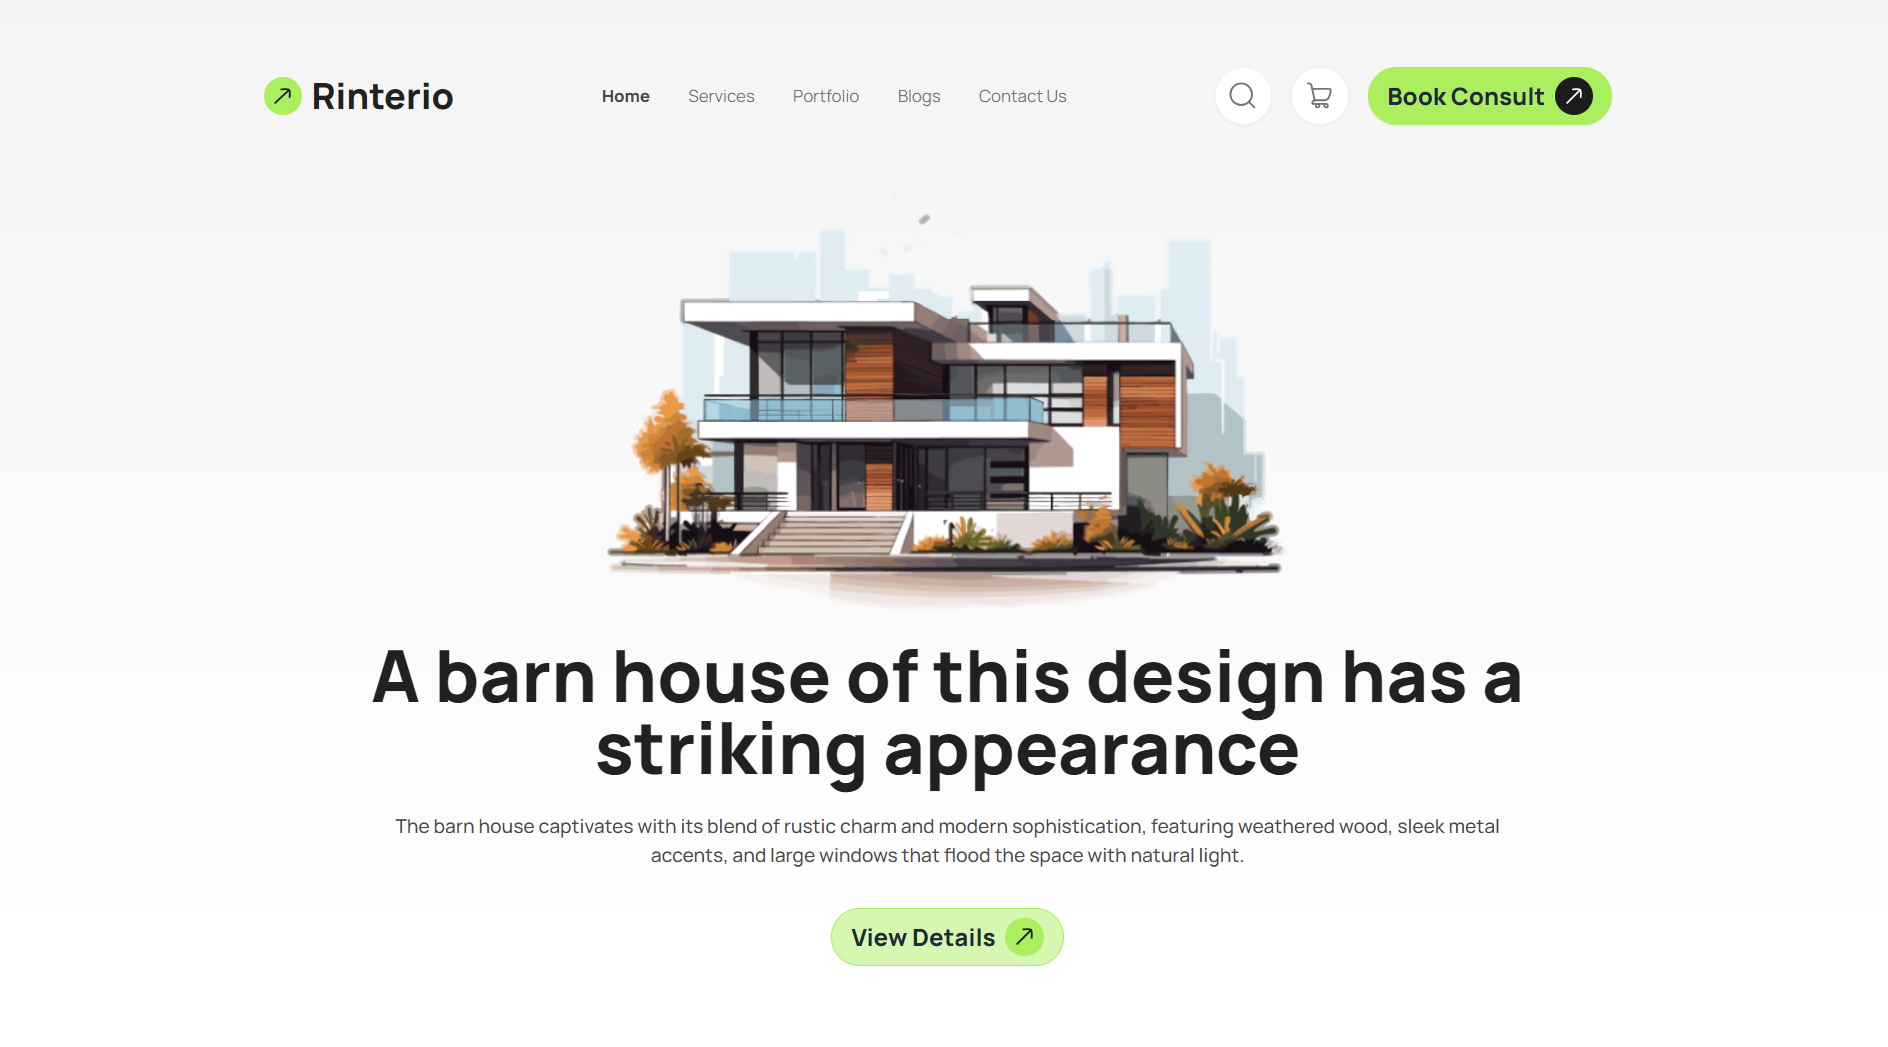 Rinterio
Home Services Portfolio Blogs Contact Us
Book Consult
A barn house of this design has a
striking appearance
The barn house captivates with its blend of rustic charm and modern sophistication, featuring weathered wood, sleek metal
accents, and large windows that flood the space with natural light.
View Details